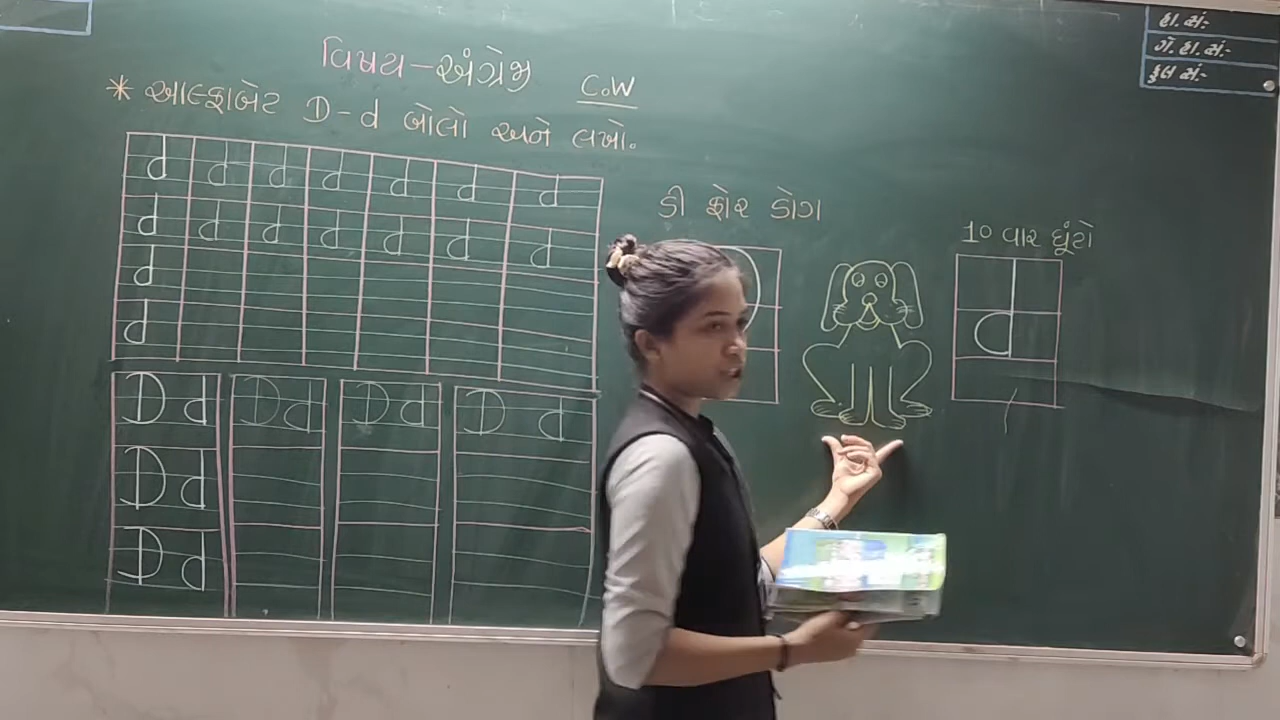 વિષય-અંગ્રેજી C.W
* આલ્ફાબેટ D-d બોલો અને લખો.
d d d d d d d
d d d d d d d
d
d
D d D d D d D d
D d
D d
ડી ફોર ડોગ
10 વાર ઘૂંટો
d
હા.સં:-
ગે.હા.સં:-
કુલ સં:-